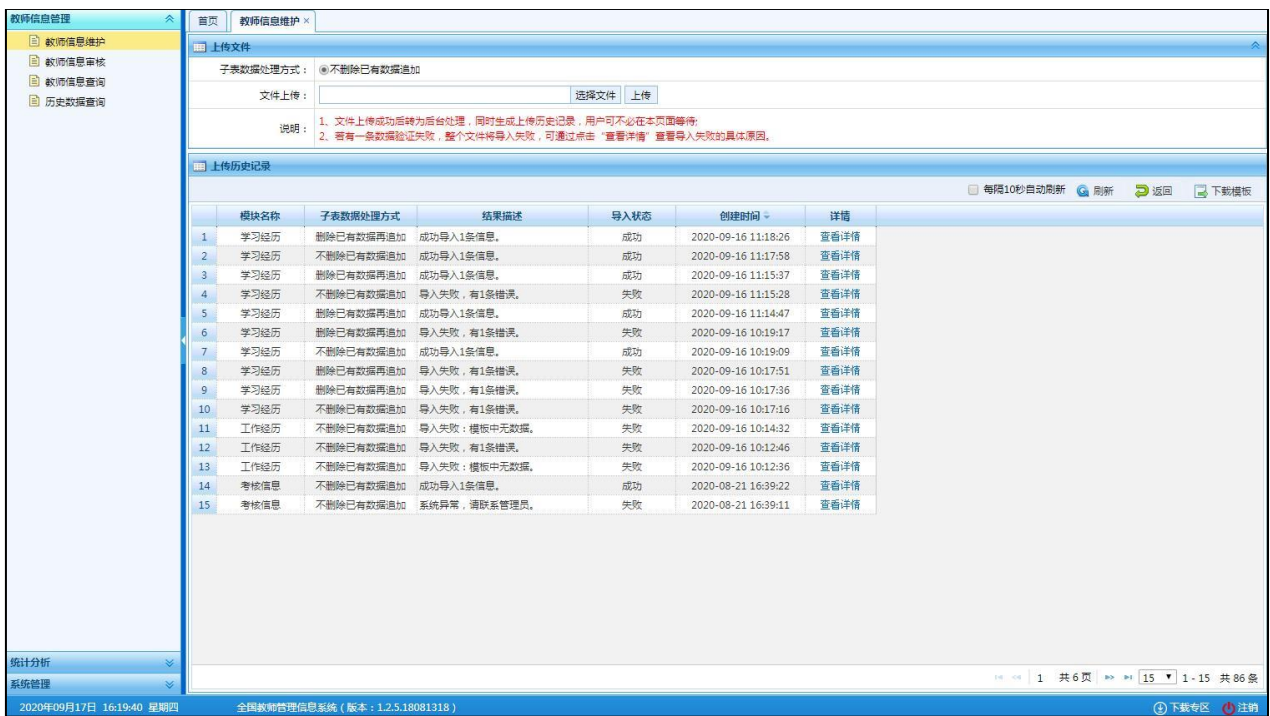 教师信息管理
教师信息维护
教师信息审核
教师信息查询
历史数据查询
首页 教师信息维护 ×
上传文件
子表数据处理方式： 不删除已有数据追加
文件上传： 选择文件 上传
说明： 1、文件上传成功后转为后台处理，同时生成上传历史记录，用户可不必在本页面等待;
2、若有一条数据验证失败，整个文件将导入失败，可通过点击“查看详情”查看导入失败的具体原因。
上传历史记录
每隔10秒自动刷新 刷新 返回 下载模板
模块名称 子表数据处理方式 结果描述 导入状态 创建时间 详情
1 学习经历 删除已有数据再追加 成功导入1条信息。 成功 2020-09-16 11:18:26 查看详情
2 学习经历 不删除已有数据追加 成功导入1条信息。 成功 2020-09-16 11:17:58 查看详情
3 学习经历 删除已有数据再追加 成功导入1条信息。 成功 2020-09-16 11:15:37 查看详情
4 学习经历 不删除已有数据追加 导入失败，有1条错误。 失败 2020-09-16 11:15:28 查看详情
5 学习经历 删除已有数据再追加 成功导入1条信息。 成功 2020-09-16 11:14:47 查看详情
6 学习经历 删除已有数据再追加 导入失败，有1条错误。 失败 2020-09-16 10:19:17 查看详情
7 学习经历 不删除已有数据追加 成功导入1条信息。 成功 2020-09-16 10:19:09 查看详情
8 学习经历 删除已有数据再追加 导入失败，有1条错误。 失败 2020-09-16 10:17:51 查看详情
9 学习经历 删除已有数据再追加 导入失败，有1条错误。 失败 2020-09-16 10:17:36 查看详情
10 学习经历 不删除已有数据追加 导入失败，有1条错误。 失败 2020-09-16 10:17:16 查看详情
11 工作经历 不删除已有数据追加 导入失败：模板中无数据。 失败 2020-09-16 10:14:32 查看详情
12 工作经历 不删除已有数据追加 导入失败，有1条错误。 失败 2020-09-16 10:12:46 查看详情
13 工作经历 不删除已有数据追加 导入失败：模板中无数据。 失败 2020-09-16 10:12:36 查看详情
14 考核信息 不删除已有数据追加 成功导入1条信息。 成功 2020-08-21 16:39:22 查看详情
15 考核信息 不删除已有数据追加 系统异常，请联系管理员。 失败 2020-08-21 16:39:11 查看详情
统计分析
系统管理
1 共6页 15 1 - 15 共86条
2020年09月17日 16:19:40 星期四 全国教师管理信息系统（版本：1.2.5.18081318） 下载专区 注销